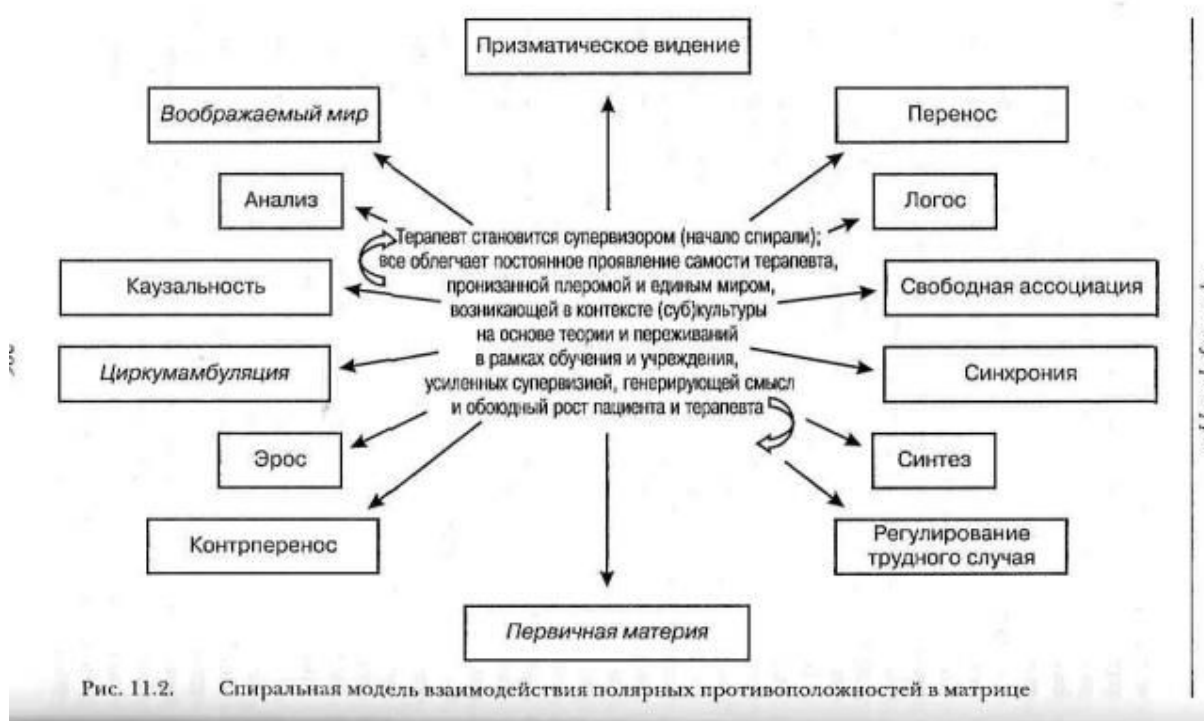 Призматическое видение
Воображаемый мир
Перенос
Анализ
Логос
Терапевт становится супервизором (начало спирали);
все облегчает постоянное проявление самости терапевта,
пронизанной плеромой и единым миром,
возникающей в контексте (суб)культуры
на основе теории и переживаний
в рамках обучения и учреждения,
усиленных супервизией, генерирующей смысл
и обоюдный рост пациента и терапевта
Каузальность
Свободная ассоциация
Циркумамбуляция
Синхрония
Эрос
Синтез
Контрперенос
Регулирование
трудного случая
Первичная материя
Рис. 11.2. Спиральная модель взаимодействия полярных противоположностей в матрице